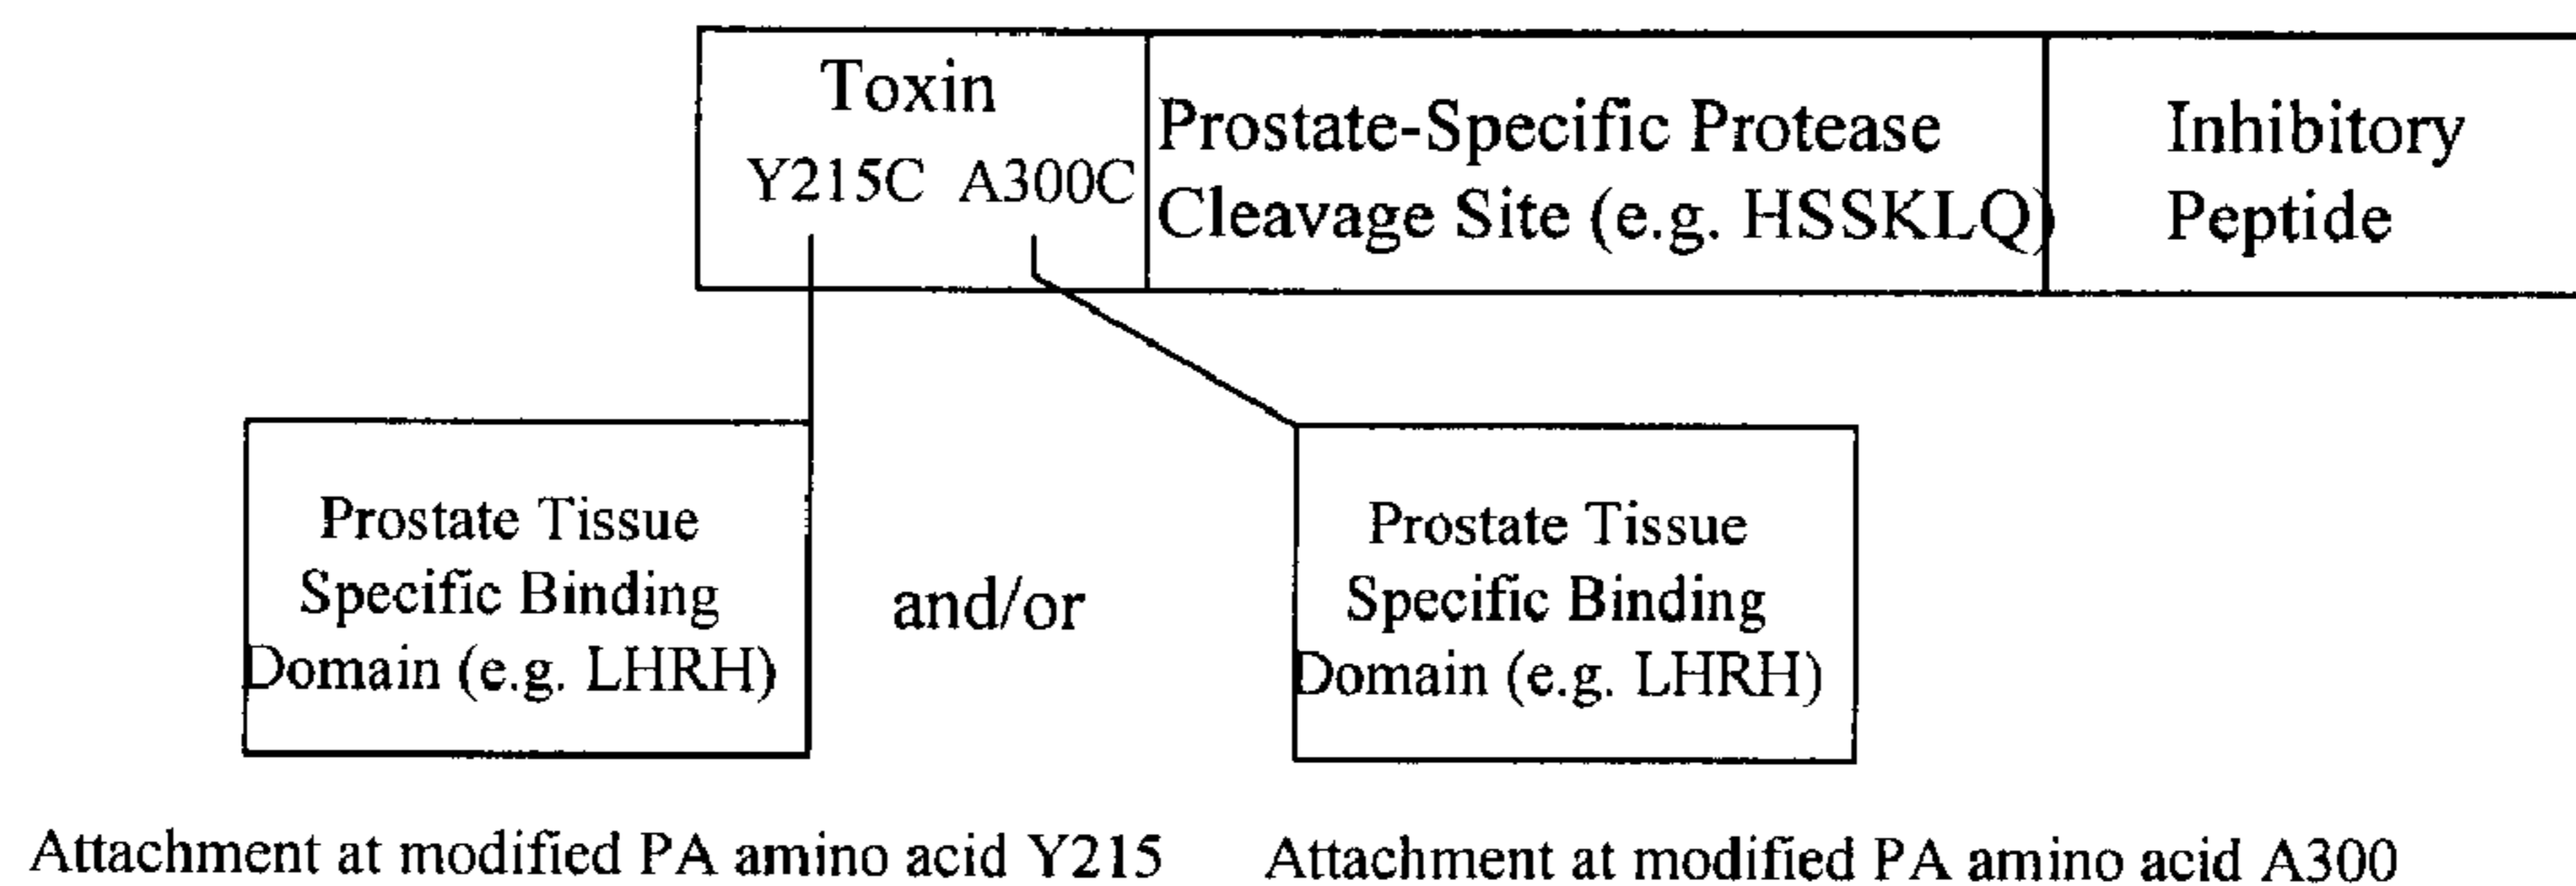 Toxin
Y215C A300C
Prostate-Specific Protease
Cleavage Site (e.g. HSSKLQ)
Inhibitory
Peptide
Prostate Tissue
Specific Binding
Domain (e.g. LHRH)
and/or
Prostate Tissue
Specific Binding
Domain (e.g. LHRH)
Attachment at modified PA amino acid Y215
Attachment at modified PA amino acid A300